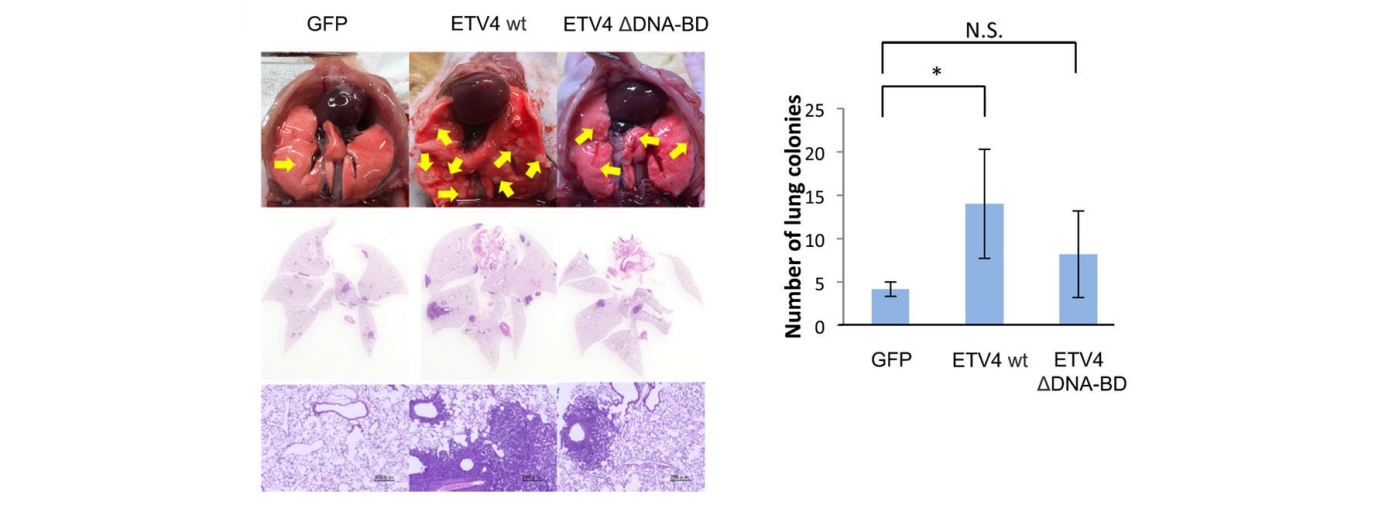 GFP
ETV4 wt
ETV4 ΔDNA-BD
N.S.
*
Number of lung colonies
25
20
15
10
5
0
GFP
ETV4 wt
ETV4
ΔDNA-BD